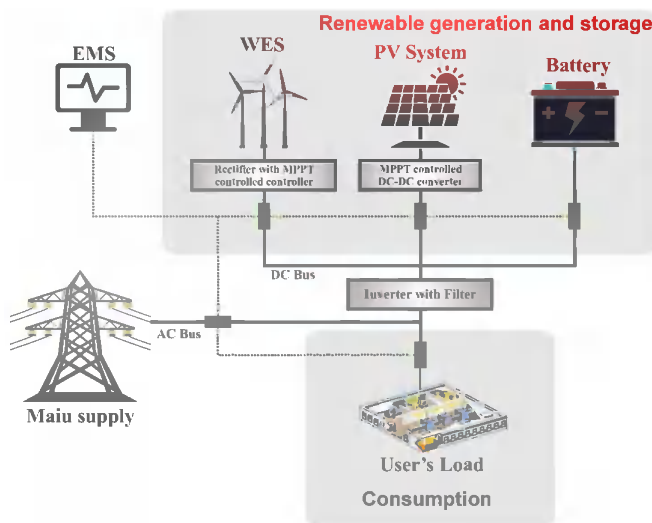 Renewable generation and storage
EMS
WES
PV System
Battery
Rectifier with MPPT
controlled controller
MPPT controlled
DC-DC converter
DC Bus
Iuverter with Filter
AC Bus
Maiu supply
User's Load
Consumption